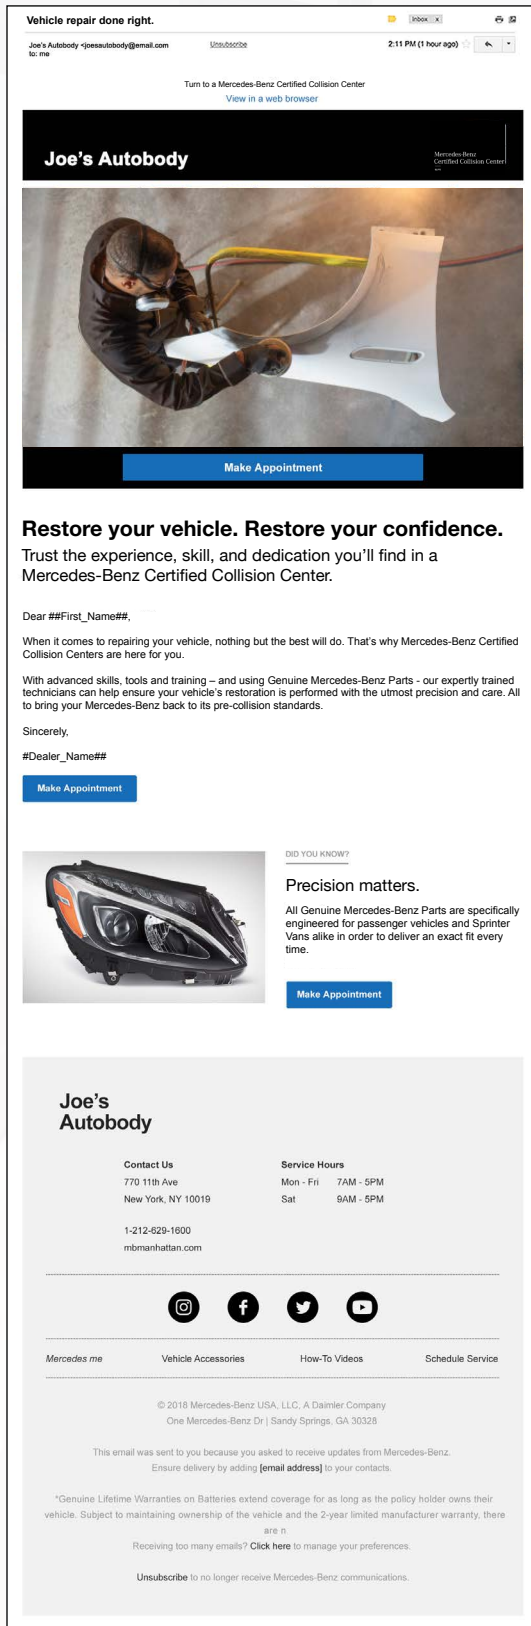 Vehicle repair done right.
Inbox x
Joe's Autobody <joesautobody@email.com
Unsubscribe
2:11 PM (1 hour ago)
to: me
Turn to a Mercedes-Benz Certified Collision Center
View in a web browser
Joe's Autobody
Mercedes-Benz
Certified Collision Center
Make Appointment
Restore your vehicle. Restore your confidence.
Trust the experience, skill, and dedication you'll find in a
Mercedes-Benz Certified Collision Center.
Dear ##First_Name##,
When it comes to repairing your vehicle, nothing but the best will do. That's why Mercedes-Benz Certified
Collision Centers are here for you.
With advanced skills, tools and training – and using Genuine Mercedes-Benz Parts - our expertly trained
technicians can help ensure your vehicle's restoration is performed with the utmost precision and care. All
to bring your Mercedes-Benz back to its pre-collision standards.
Sincerely,
#Dealer_Name##
Make Appointment
DID YOU KNOW?
Precision matters.
All Genuine Mercedes-Benz Parts are specifically
engineered for passenger vehicles and Sprinter
Vans alike in order to deliver an exact fit every
time.
Make Appointment
Joe's
Autobody
Contact Us
770 11th Ave
New York, NY 10019
1-212-629-1600
mbmanhattan.com
Service Hours
Mon - Fri 7AM - 5PM
Sat 9AM - 5PM
Mercedes me Vehicle Accessories How-To Videos Schedule Service
© 2018 Mercedes-Benz USA, LLC, A Daimler Company
One Mercedes-Benz Dr | Sandy Springs, GA 30328
This email was sent to you because you asked to receive updates from Mercedes-Benz.
Ensure delivery by adding [email address] to your contacts.
*Genuine Lifetime Warranties on Batteries extend coverage for as long as the policy holder owns their
vehicle. Subject to maintaining ownership of the vehicle and the 2-year limited manufacturer warranty, there
are n
Receiving too many emails? Click here to manage your preferences.
Unsubscribe to no longer receive Mercedes-Benz communications.